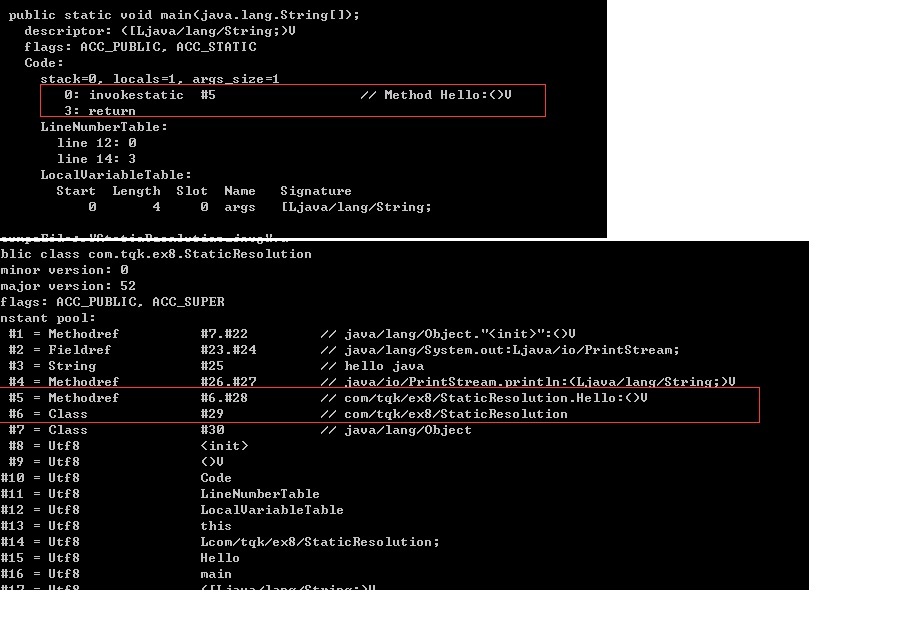 public static void main(java.lang.String[]);
descriptor: ([Ljava/lang/String;)V
flags: ACC_PUBLIC, ACC_STATIC
Code:
stack=0, locals=1, args_size=1
0: invokestatic #5 // Method Hello:()V
3: return
LineNumberTable:
line 12: 0
line 14: 3
LocalVariableTable:
Start Length Slot Name Signature
0 4 0 args [Ljava/lang/String;
blic class com.tqk.ex8.StaticResolution
minor version: 0
major version: 52
flags: ACC_PUBLIC, ACC_SUPER
nstant pool:
#1 = Methodref #7.#22 // java/lang/Object."<init>":()V
#2 = Fieldref #23.#24 // java/lang/System.out:Ljava/io/PrintStream;
#3 = String #25 // hello java
#4 = Methodref #26.#27 // java/io/PrintStream.println:(Ljava/lang/String;)V
#5 = Methodref #6.#28 // com/tqk/ex8/StaticResolution.Hello:()V
#6 = Class #29 // com/tqk/ex8/StaticResolution
#7 = Class #30 // java/lang/Object
#8 = Utf8 <init>
#9 = Utf8 ()V
#10 = Utf8 Code
#11 = Utf8 LineNumberTable
#12 = Utf8 LocalVariableTable
#13 = Utf8 this
#14 = Utf8 Lcom/tqk/ex8/StaticResolution;
#15 = Utf8 Hello
#16 = Utf8 main
#17 = Utf8 ([Ljava/lang/String;)V